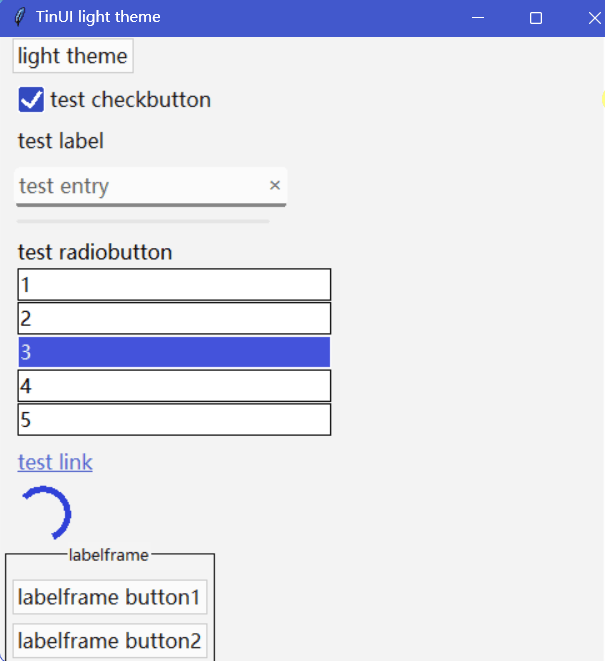 TinUI light theme
light theme
test checkbutton
test label
test entry
test radiobutton
1
2
3
4
5
test link
labelframe
labelframe button1
labelframe button2